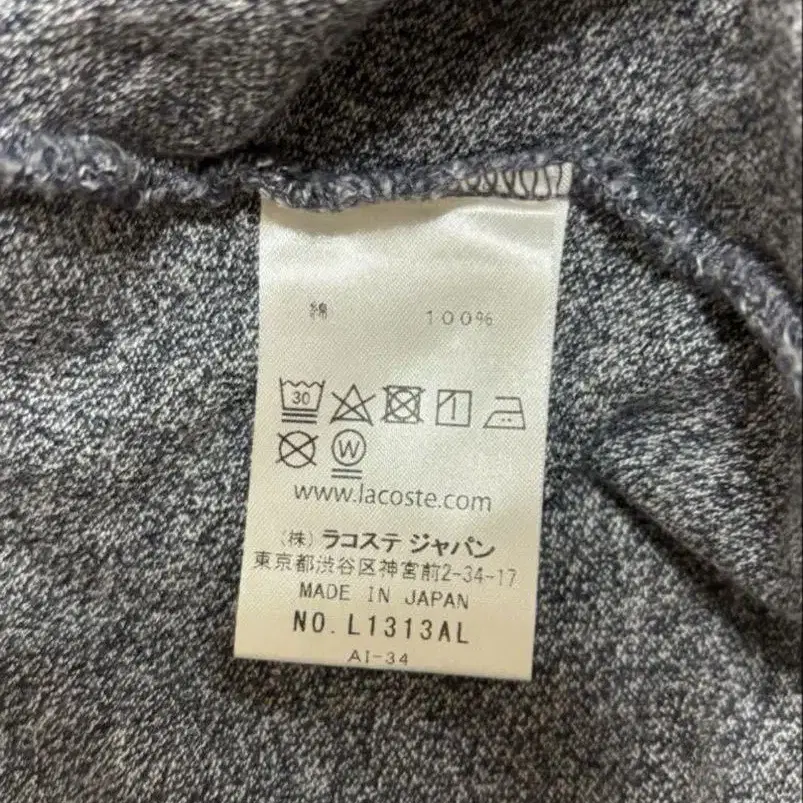 綿 100%
30
W
www.lacoste.com
(株) ラコステ ジャパン
東京都渋谷区神宮前2-34-17
MADE IN JAPAN
NO. L1313AL
AI-34